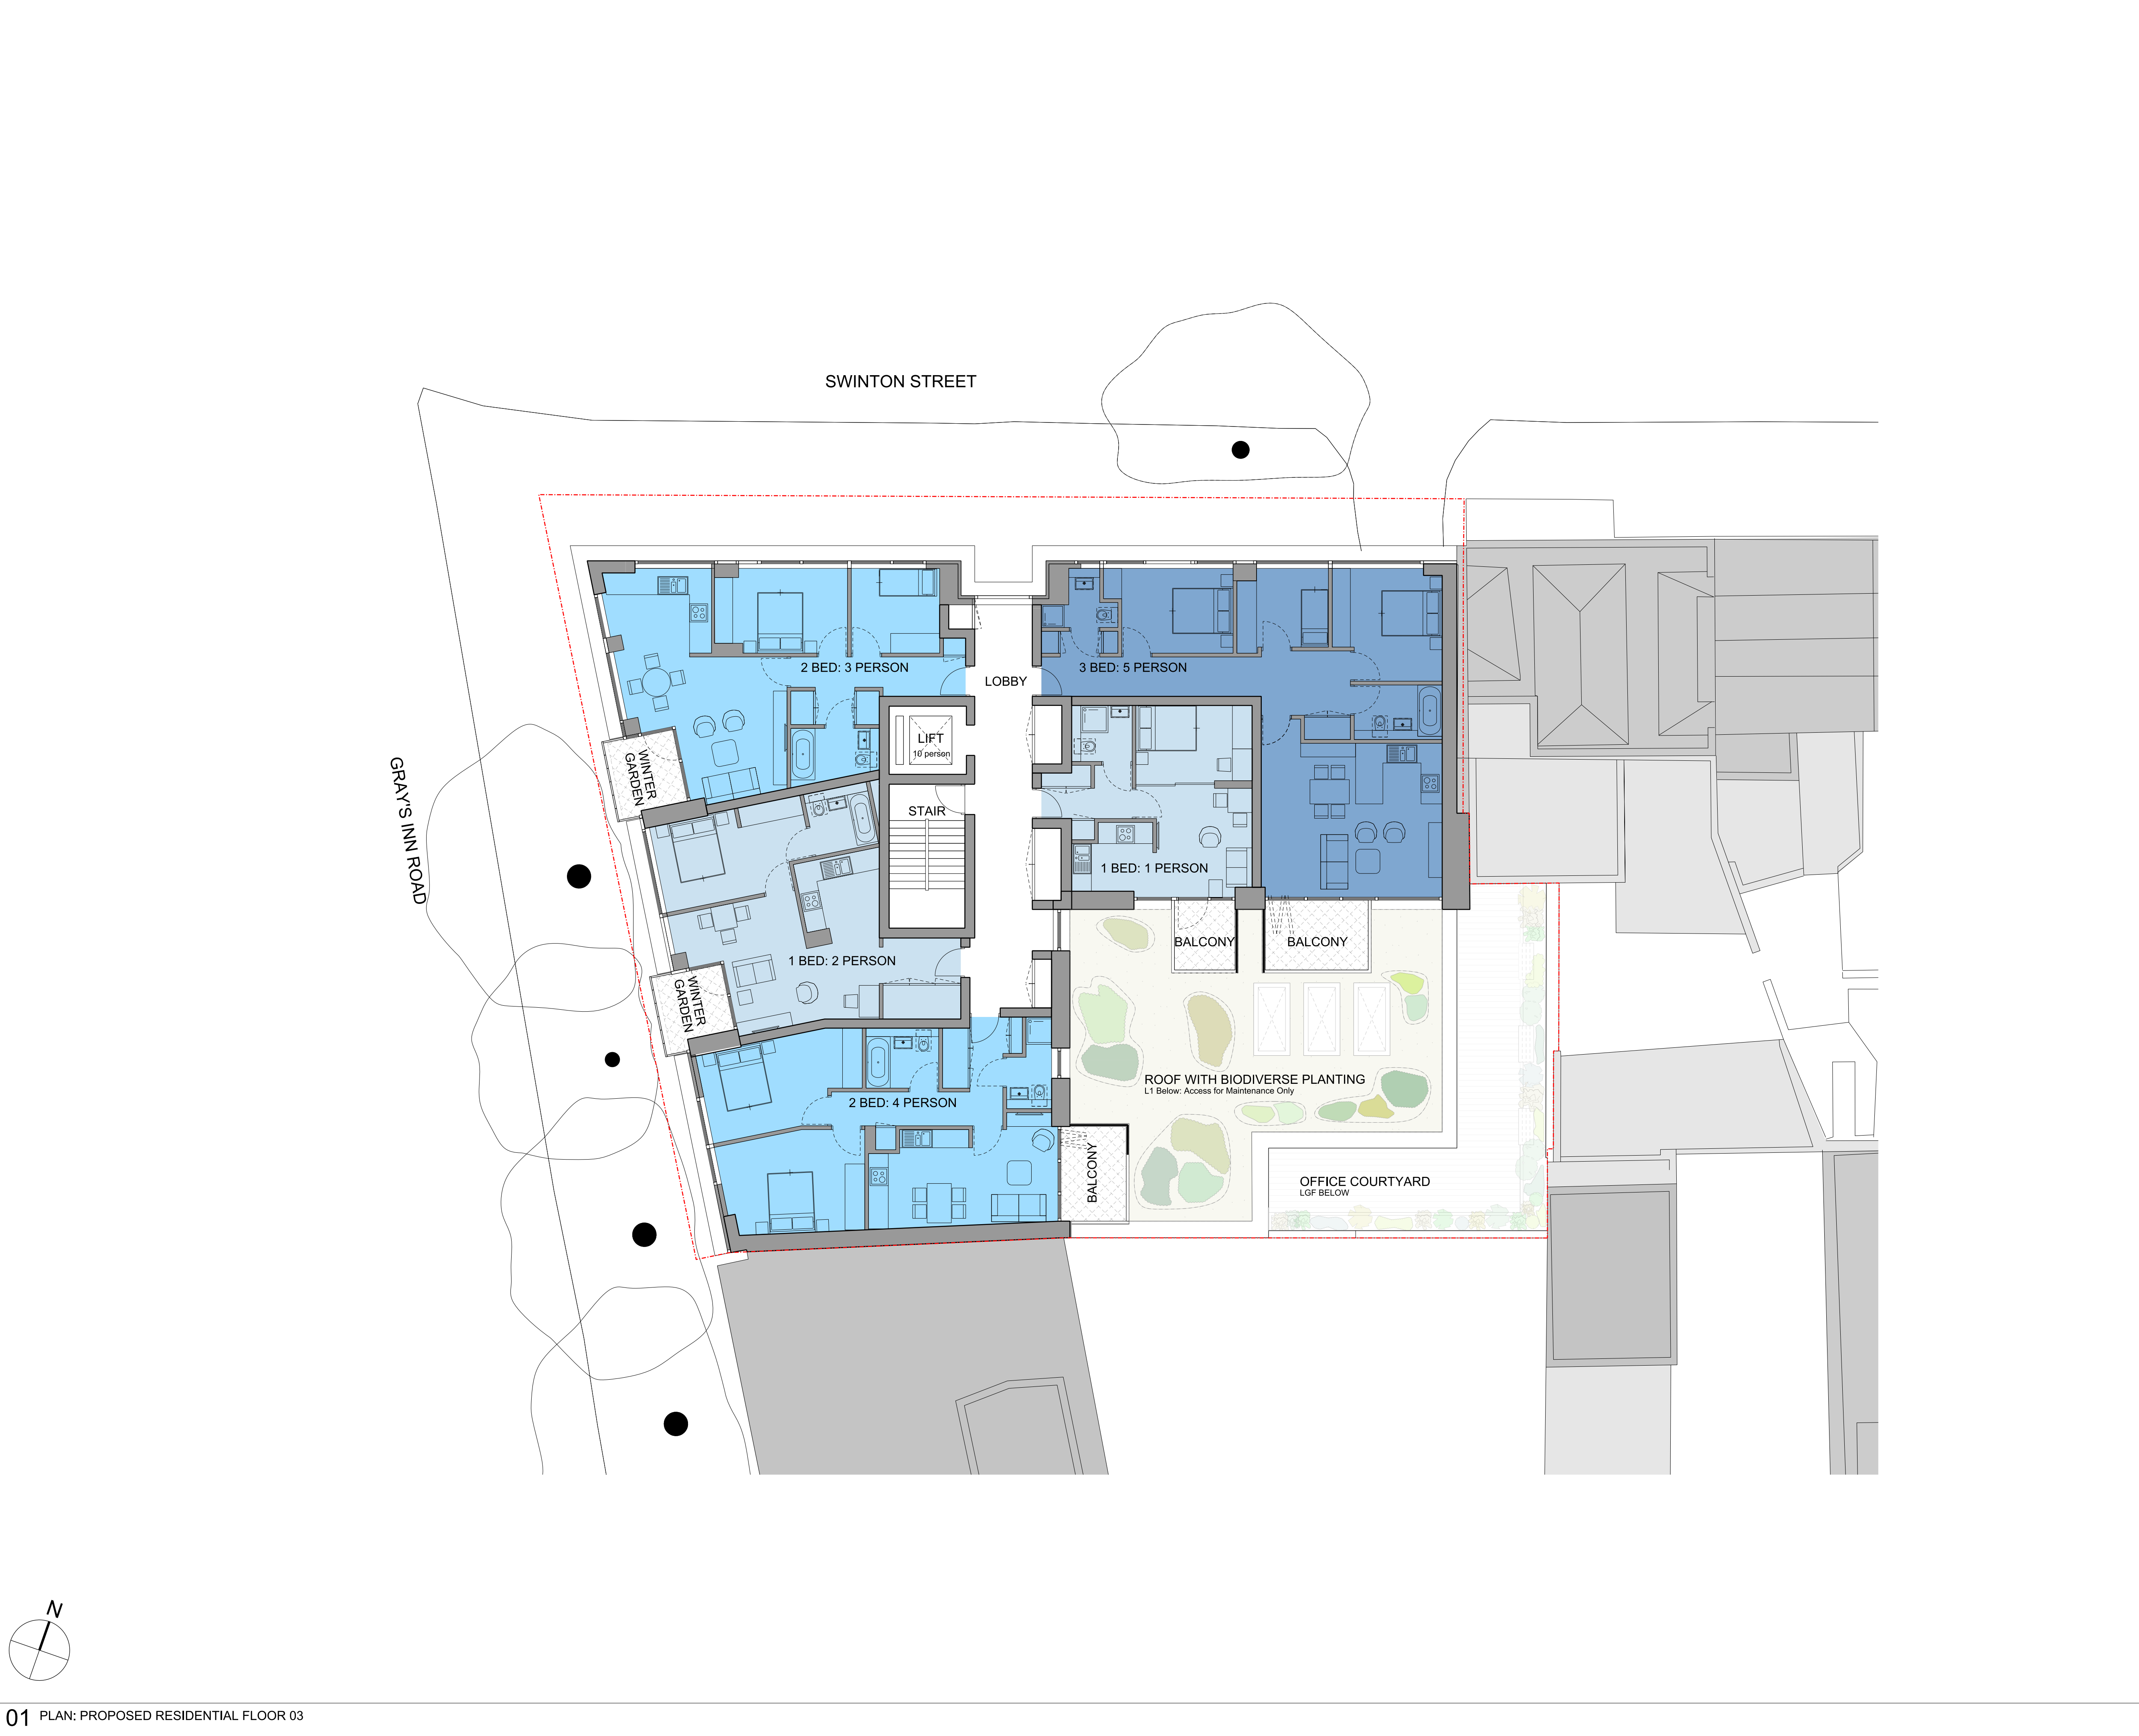 SWINTON STREET
2 BED: 3 PERSON
3 BED: 5 PERSON
LOBBY
LIFT
10 person
WINTER
GARDEN
GRAY'S INN ROAD
STAIR
1 BED: 1 PERSON
BALCONY
BALCONY
1 BED: 2 PERSON
WINTER
GARDEN
ROOF WITH BIODIVERSE PLANTING
L1 Below: Access for Maintenance Only
2 BED: 4 PERSON
BALCONY
OFFICE COURTYARD
LGF BELOW
N
01 PLAN: PROPOSED RESIDENTIAL FLOOR 03